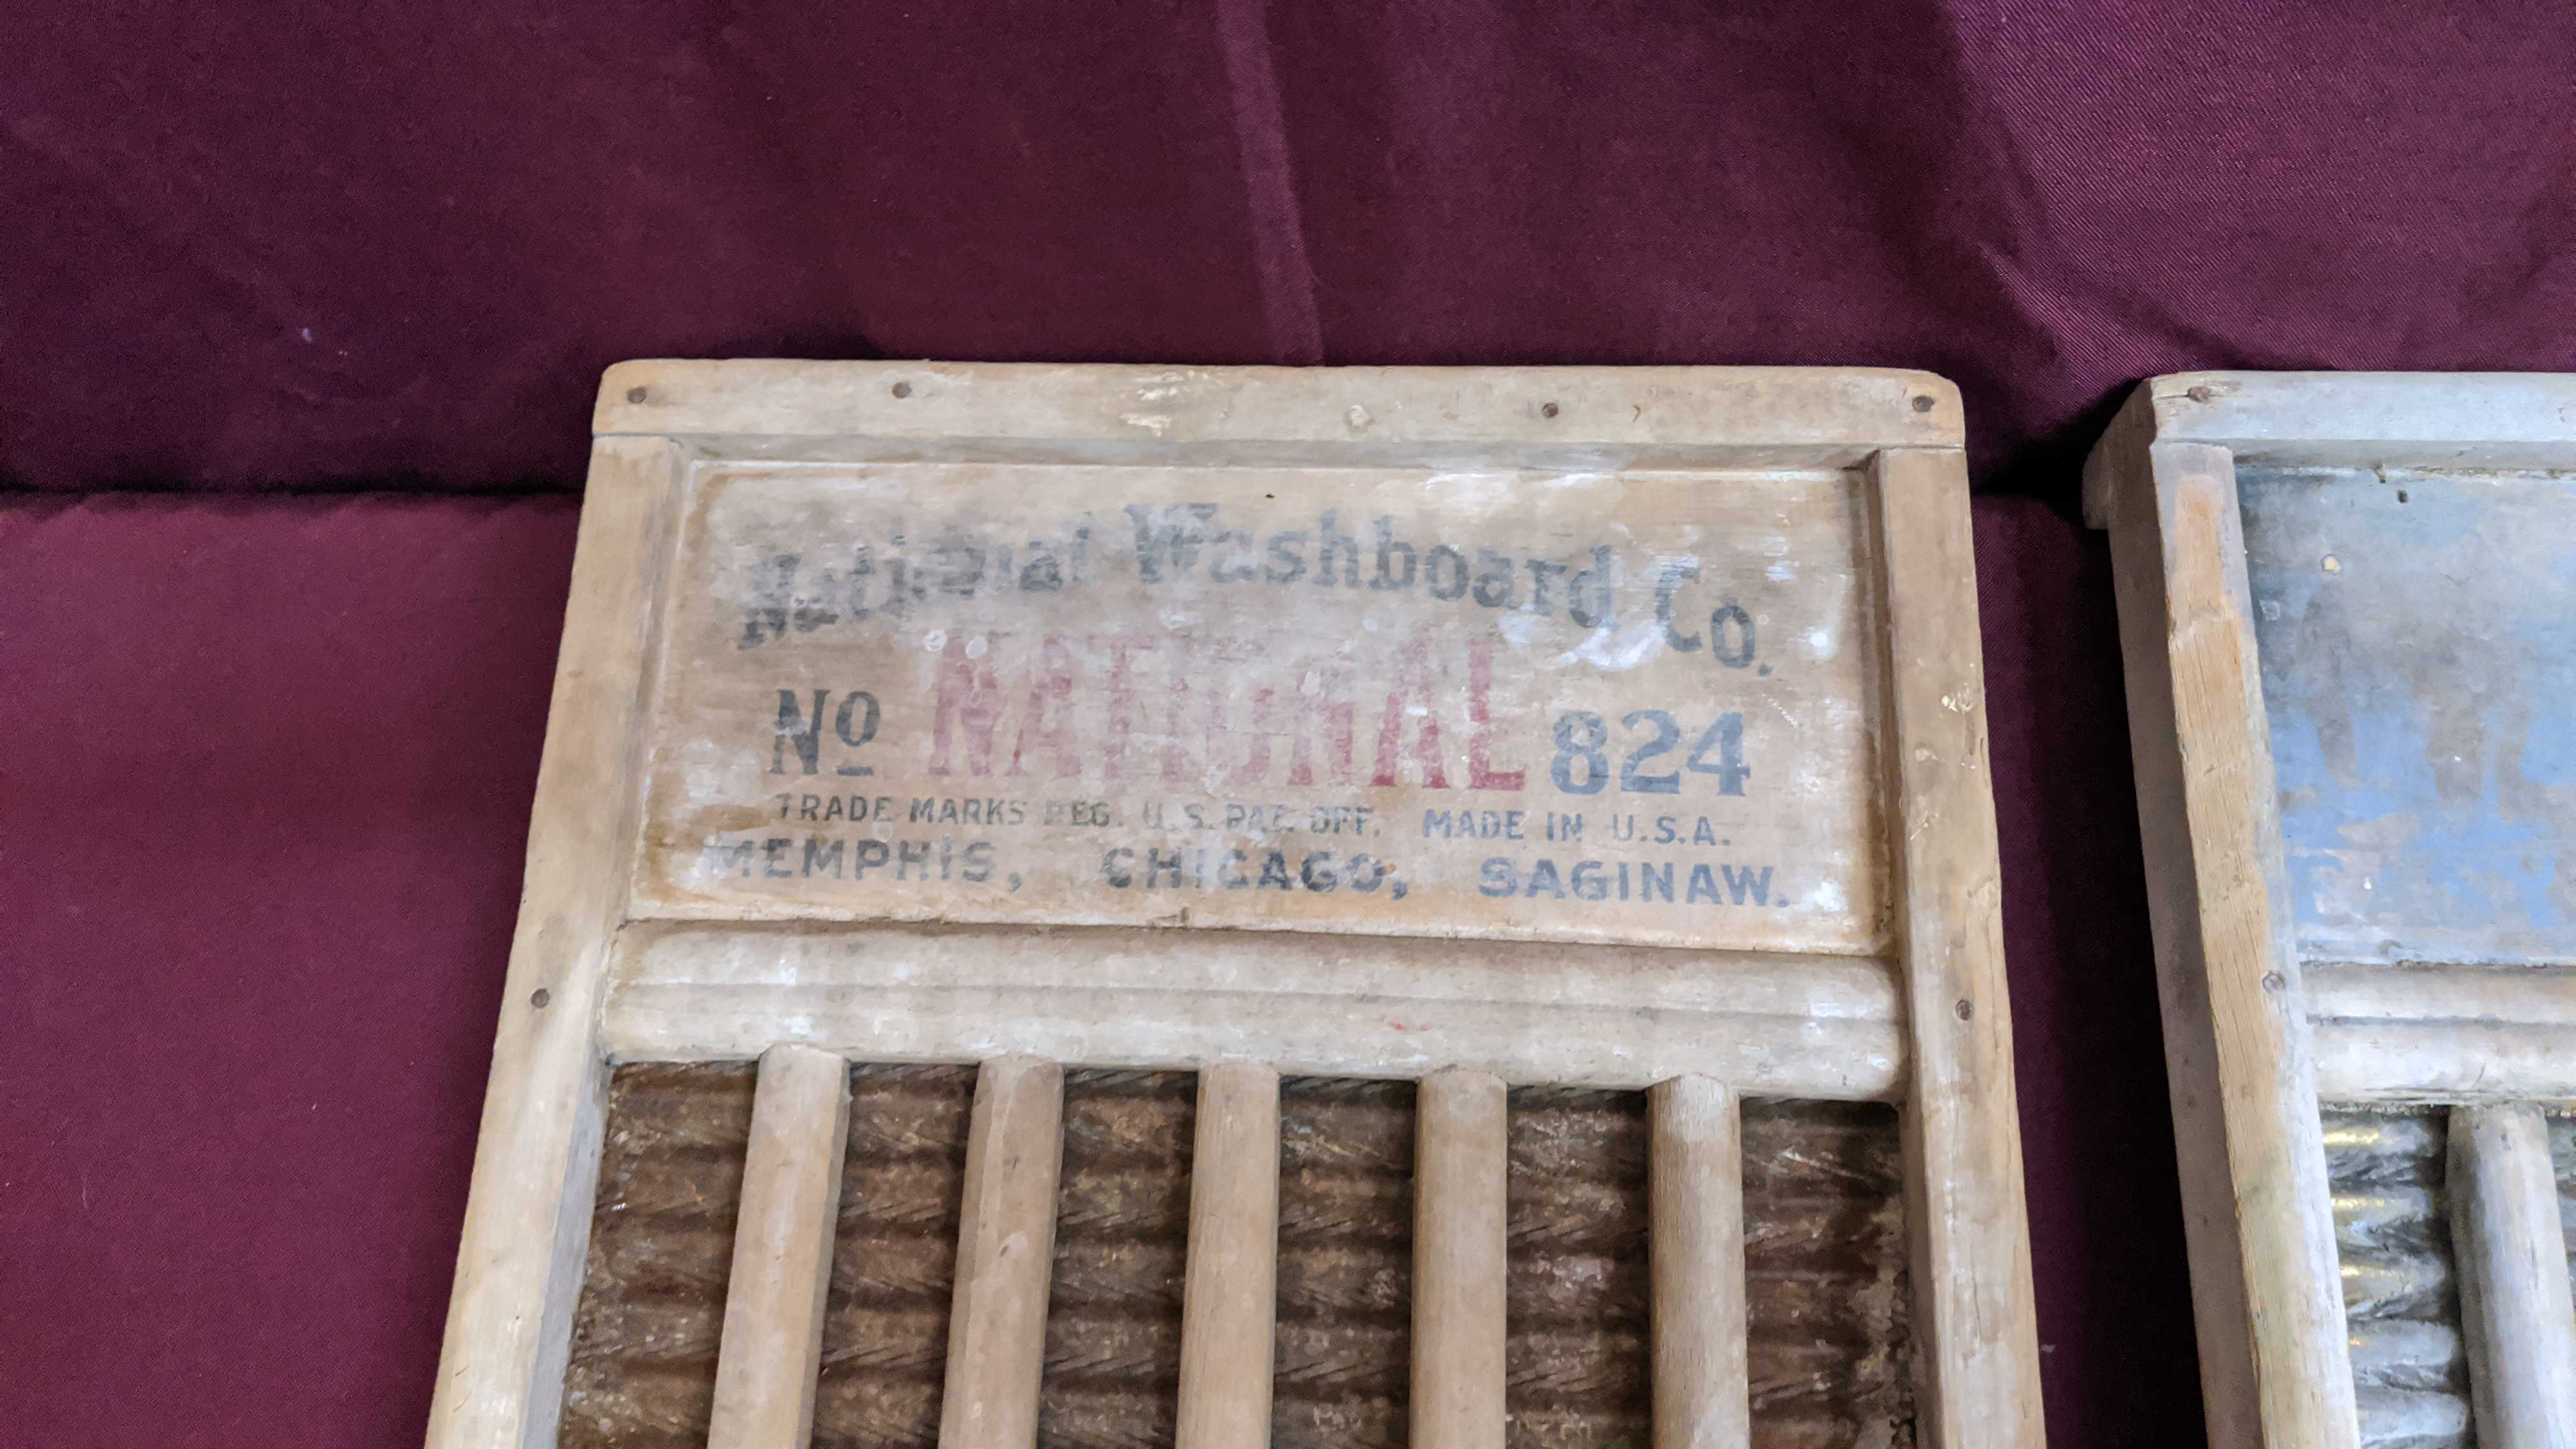 National Washboard Co.
No NATIONAL 824
TRADE MARKS REG. U.S. PAT. OFF. MADE IN U.S.A.
MEMPHIS, CHICAGO, SAGINAW.